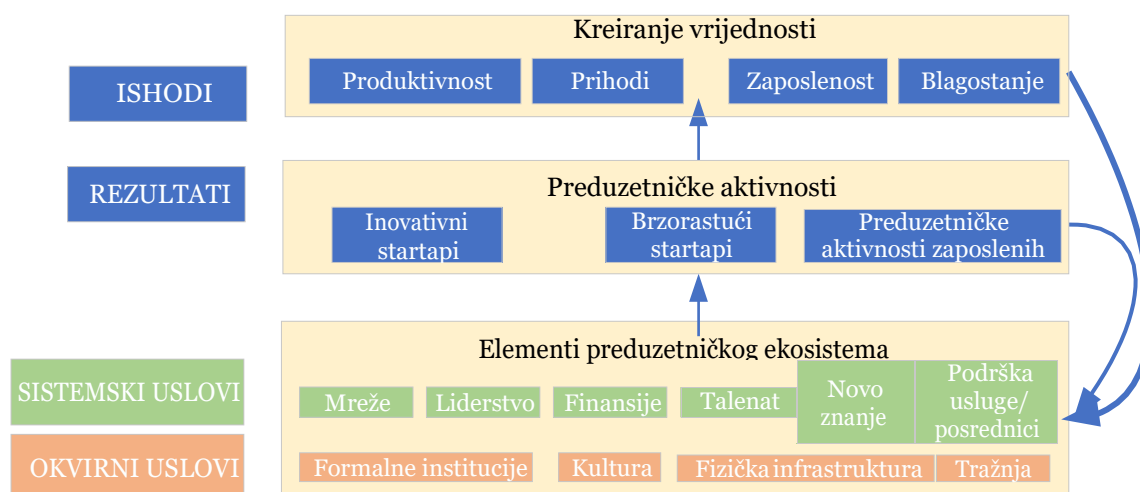 Kreiranje vrijednosti
ISHODI
Produktivnost
Prihodi
Zaposlenost
Blagostanje
REZULTATI
Preduzetničke aktivnosti
Inovativni
startapi
Brzorastući
startapi
Preduzetničke
aktivnosti zaposlenih
Elementi preduzetničkog ekosistema
SISTEMSKI USLOVI
Mreže
Liderstvo
Finansije
Talenat
Novo
znanje
Podrška
usluge/
posrednici
OKVIRNI USLOVI
Formalne institucije
Kultura
Fizička infrastruktura
Tražnja